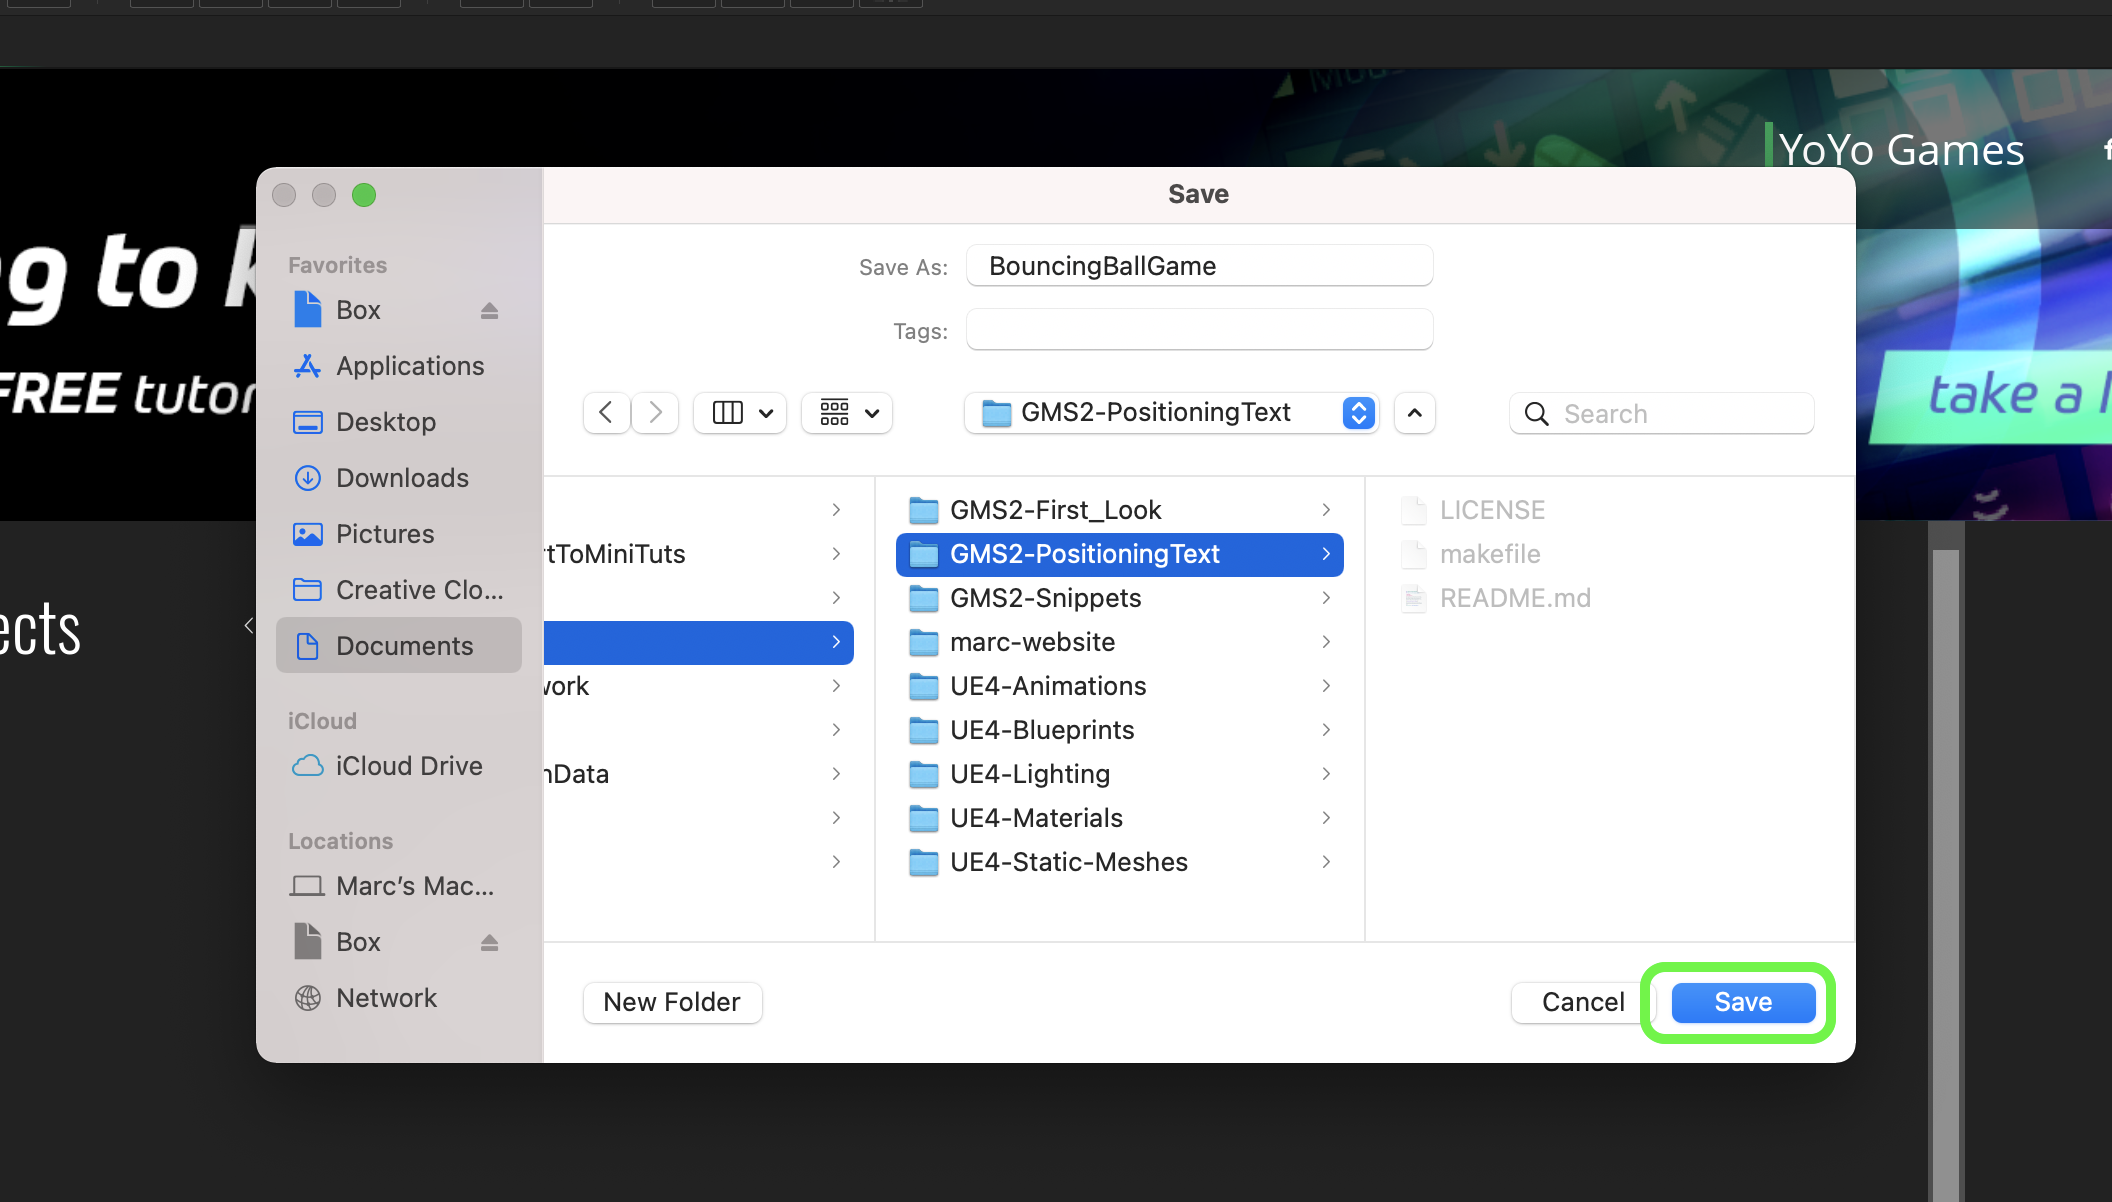 YoYo Games
g to
FREE tutor
take a
ects
Save
Favorites
Box
Applications
Desktop
Downloads
Pictures
Creative Clo...
Documents
iCloud
iCloud Drive
Locations
Marc's Mac...
Box
Network
Save As: BouncingBallGame
Tags:
GMS2-PositioningText
Search
rtToMiniTuts
work
nData
GMS2-First_Look
GMS2-PositioningText
GMS2-Snippets
marc-website
UE4-Animations
UE4-Blueprints
UE4-Lighting
UE4-Materials
UE4-Static-Meshes
LICENSE
makefile
README.md
New Folder
Cancel
Save